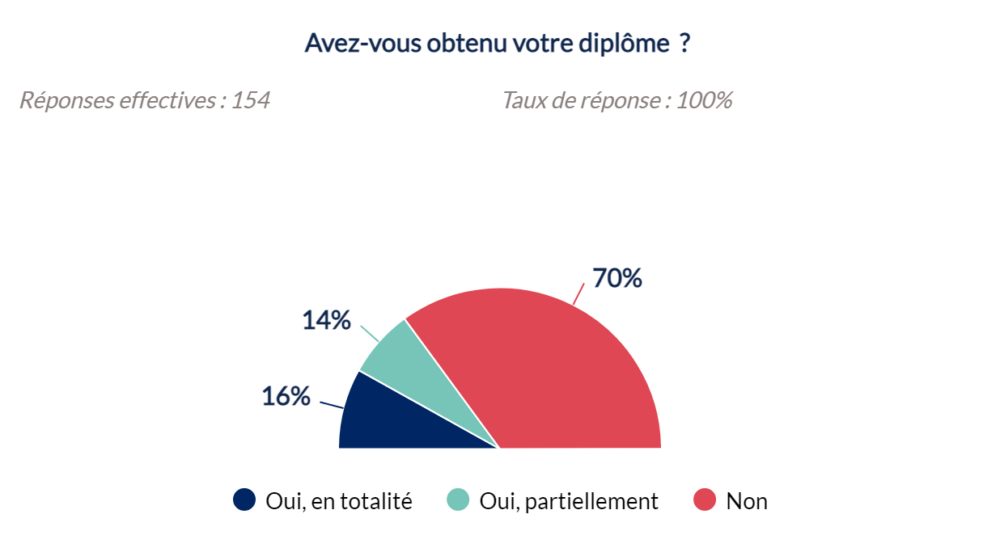 Avez-vous obtenu votre diplôme ?
Réponses effectives : 154
Taux de réponse : 100%
70%
14%
16%
Oui, en totalité
Oui, partiellement
Non